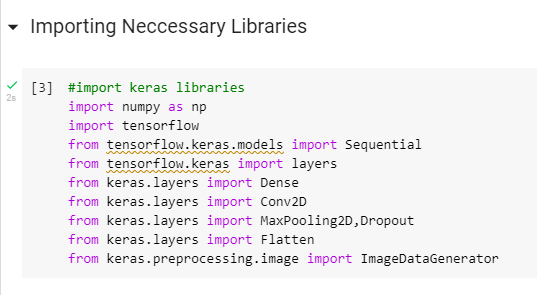 Importing Neccessary Libraries
[3] #import keras libraries
2s
import numpy as np
import tensorflow
from tensorflow.keras.models import Sequential
from tensorflow.keras import layers
from keras.layers import Dense
from keras.layers import Conv2D
from keras.layers import MaxPooling2D,Dropout
from keras.layers import Flatten
from keras.preprocessing.image import ImageDataGenerator